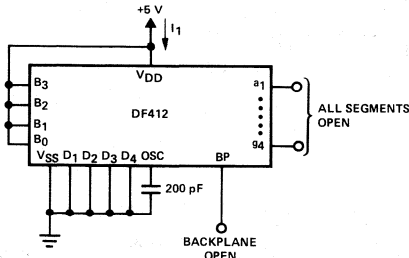 +5 V
I1
VDD
B3
B2
B1
B0
DF412
a1
g4
ALL SEGMENTS
OPEN
VSS D1 D2 D3 D4 OSC BP
200 pF
BACKPLANE
OPEN